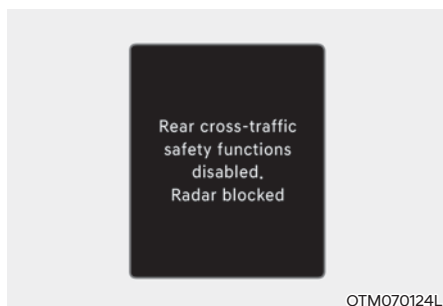 Rear cross-traffic
safety functions
disabled.
Radar blocked
OTM070124L